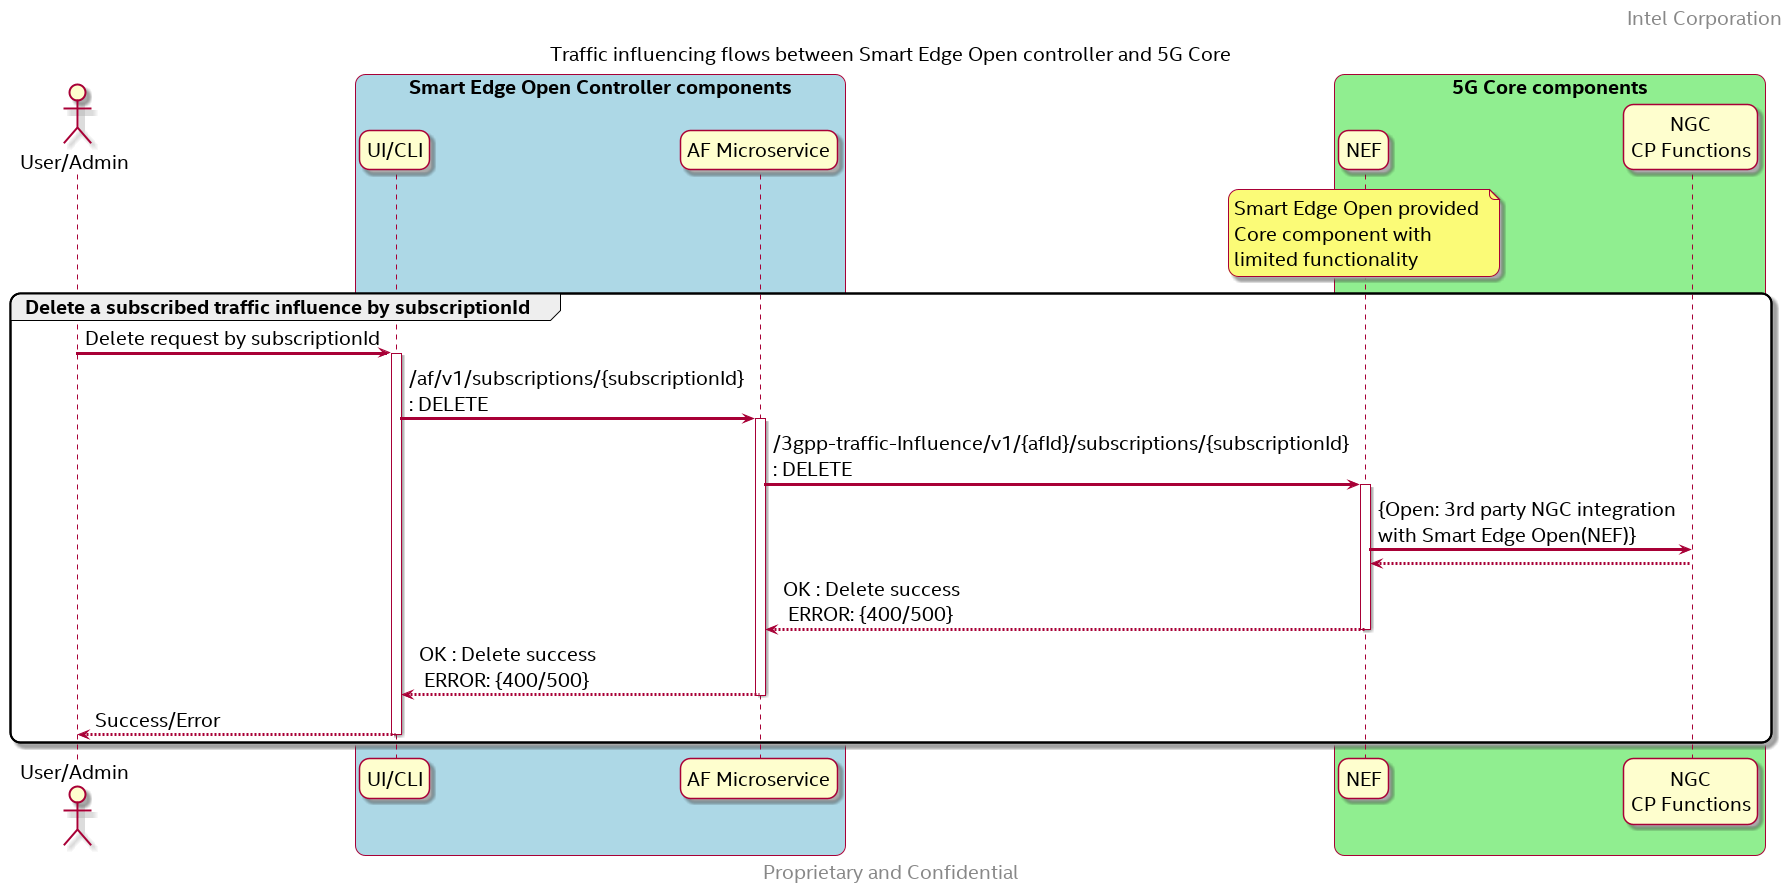 Intel Corporation
Traffic influencing flows between Smart Edge Open controller and 5G Core
Smart Edge Open Controller components
5G Core components
User/Admin
UI/CLI
AF Microservice
NEF
NGC
CP Functions
Smart Edge Open provided
Core component with
limited functionality
Delete a subscribed traffic influence by subscriptionId
Delete request by subscriptionId
/af/v1/subscriptions/{subscriptionId}
: DELETE
/3gpp-traffic-Influence/v1/{afId}/subscriptions/{subscriptionId}
: DELETE
{Open: 3rd party NGC integration
with Smart Edge Open(NEF)}
OK : Delete success
ERROR: {400/500}
OK : Delete success
ERROR: {400/500}
Success/Error
User/Admin
UI/CLI
AF Microservice
NEF
NGC
CP Functions
Proprietary and Confidential